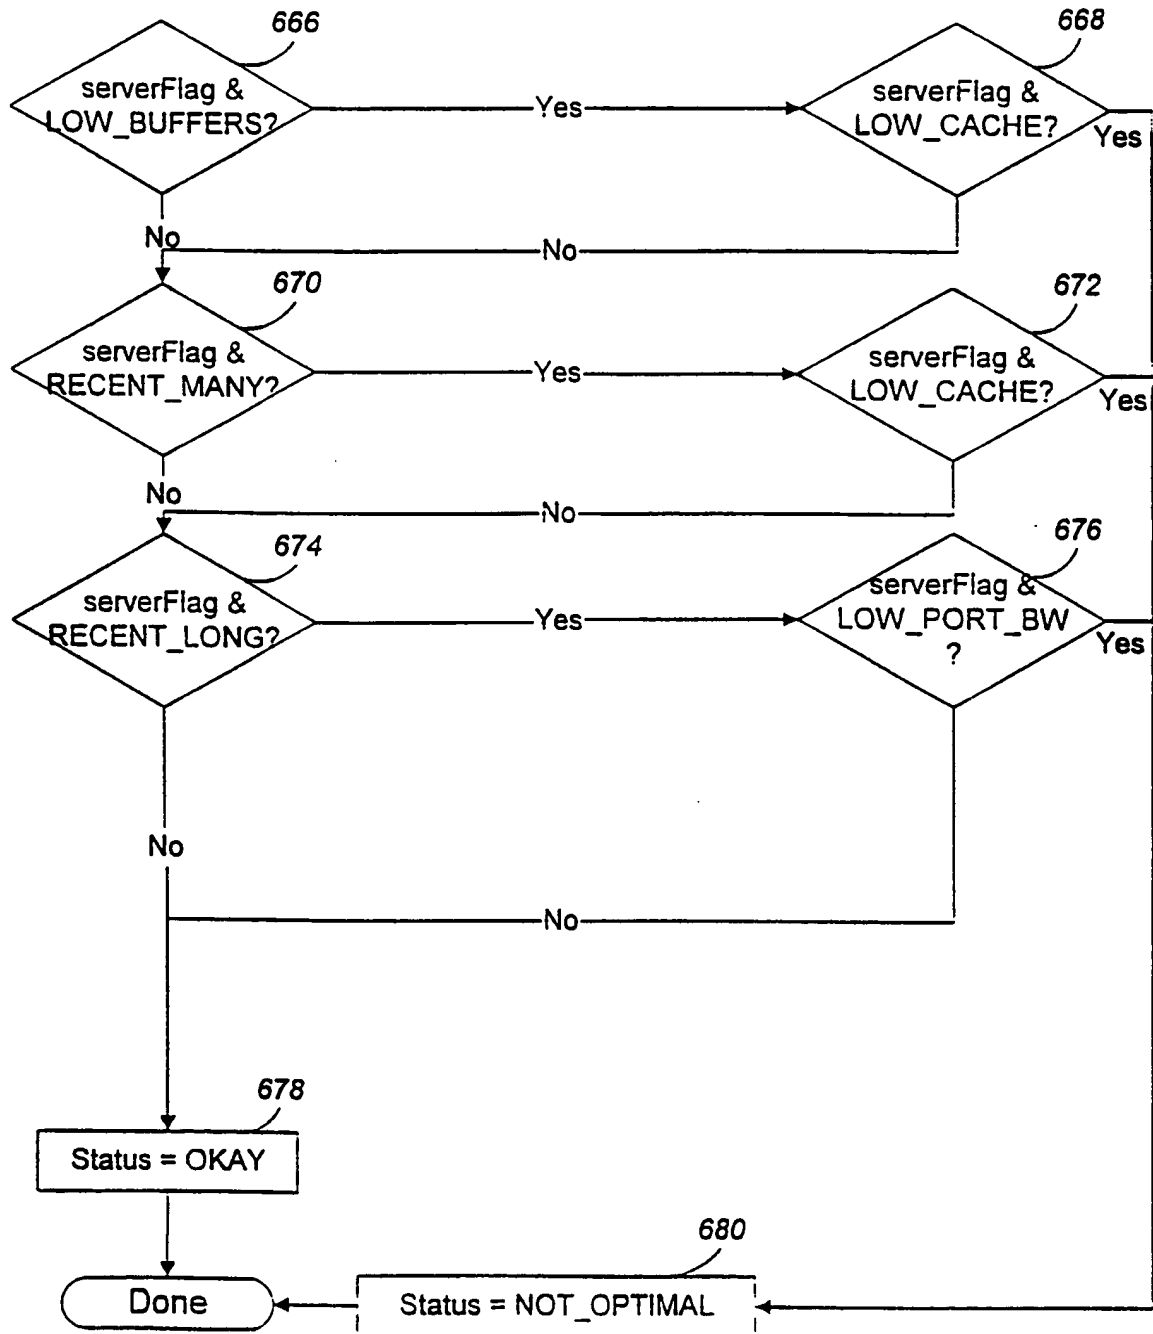 666
serverFlag &
LOW_BUFFERS?
Yes
668
serverFlag &
LOW_CACHE?
Yes
No
No
670
serverFlag &
RECENT_MANY?
Yes
672
serverFlag &
LOW_CACHE?
Yes
No
No
674
serverFlag &
RECENT_LONG?
Yes
676
serverFlag &
LOW_PORT_BW
?
Yes
No
No
678
Status = OKAY
680
Done
Status = NOT_OPTIMAL